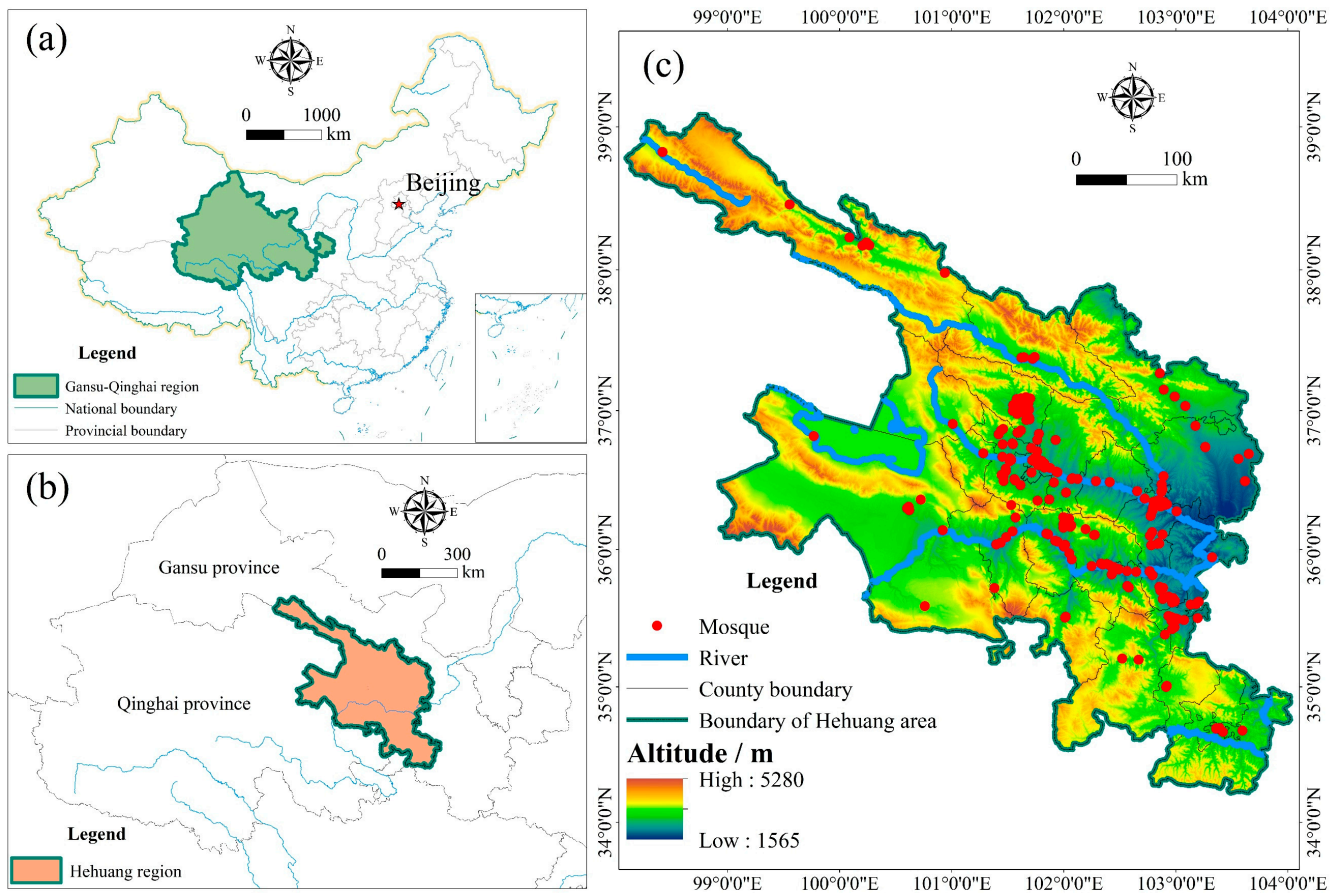 (a)
N
W
E
S
0
1000
km
Beijing
Legend
Gansu-Qinghai region
National boundary
Provincial boundary
(b)
N
W
E
S
0
300
km
Gansu province
Qinghai province
Legend
Hehuang region
99°0'0"E 100°0'0"E 101°0'0"E 102°0'0"E 103°0'0"E 104°0'0"E
(c)
N
W
E
S
0
100
km
39°0'0"N
38°0'0"N
37°0'0"N
36°0'0"N
35°0'0"N
34°0'0"N
39°0'0"N
38°0'0"N
37°0'0"N
36°0'0"N
35°0'0"N
34°0'0"N
Legend
Mosque
River
County boundary
Boundary of Hehuang area
Altitude / m
High : 5280
Low : 1565
99°0'0"E 100°0'0"E 101°0'0"E 102°0'0"E 103°0'0"E 104°0'0"E